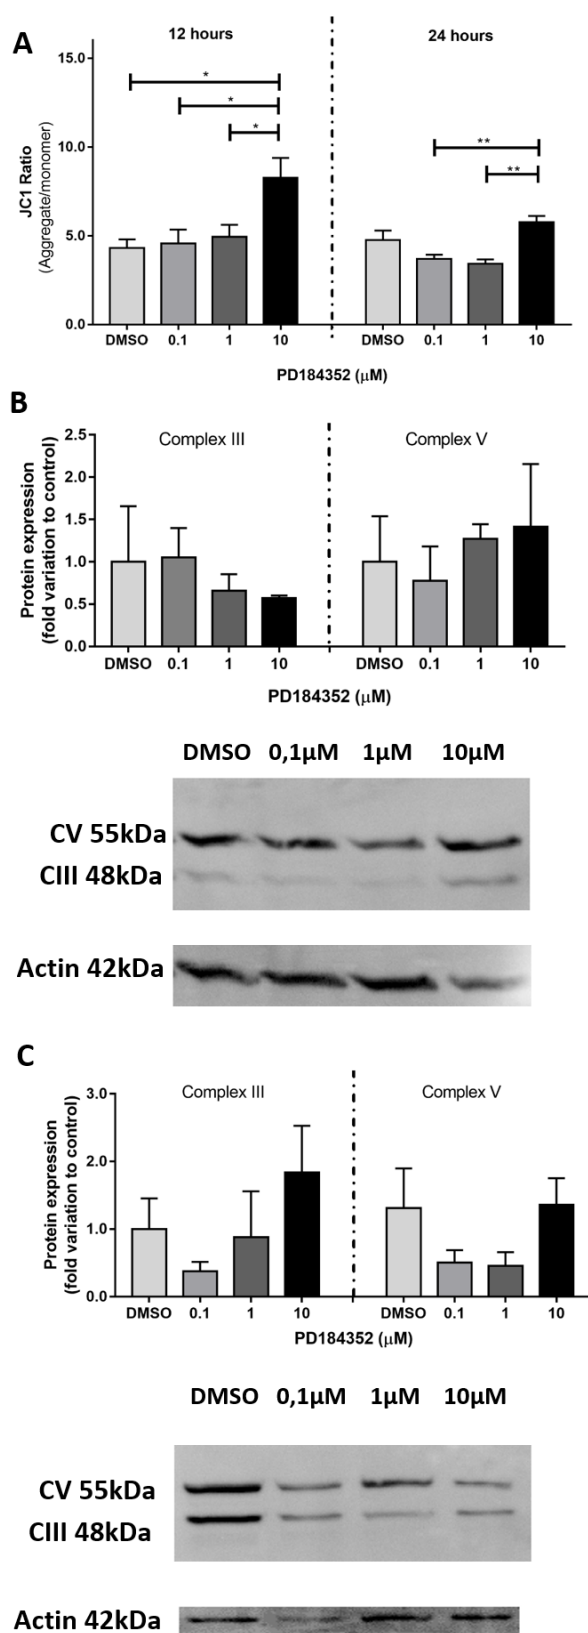 A
12 hours
24 hours
JC1 Ratio
(Aggregate/monomer)
15.0
10.0
5.0
0.0
*
*
*
**
**
DMSO 0.1 1 10 DMSO 0.1 1 10
PD184352 (μM)
B
Complex III
Complex V
Protein expression
(fold variation to control)
2.5
2.0
1.5
1.0
0.5
0.0
DMSO 0.1 1 10 DMSO 0.1 1 10
PD184352 (μM)
DMSO 0,1μM 1μM 10μM
CV 55kDa
CIII 48kDa
Actin 42kDa
C
Complex III
Complex V
Protein expression
(fold variation to control)
3.0
2.0
1.0
0.0
DMSO 0.1 1 10 DMSO 0.1 1 10
PD184352 (μM)
DMSO 0,1μM 1μM 10μM
CV 55kDa
CIII 48kDa
Actin 42kDa